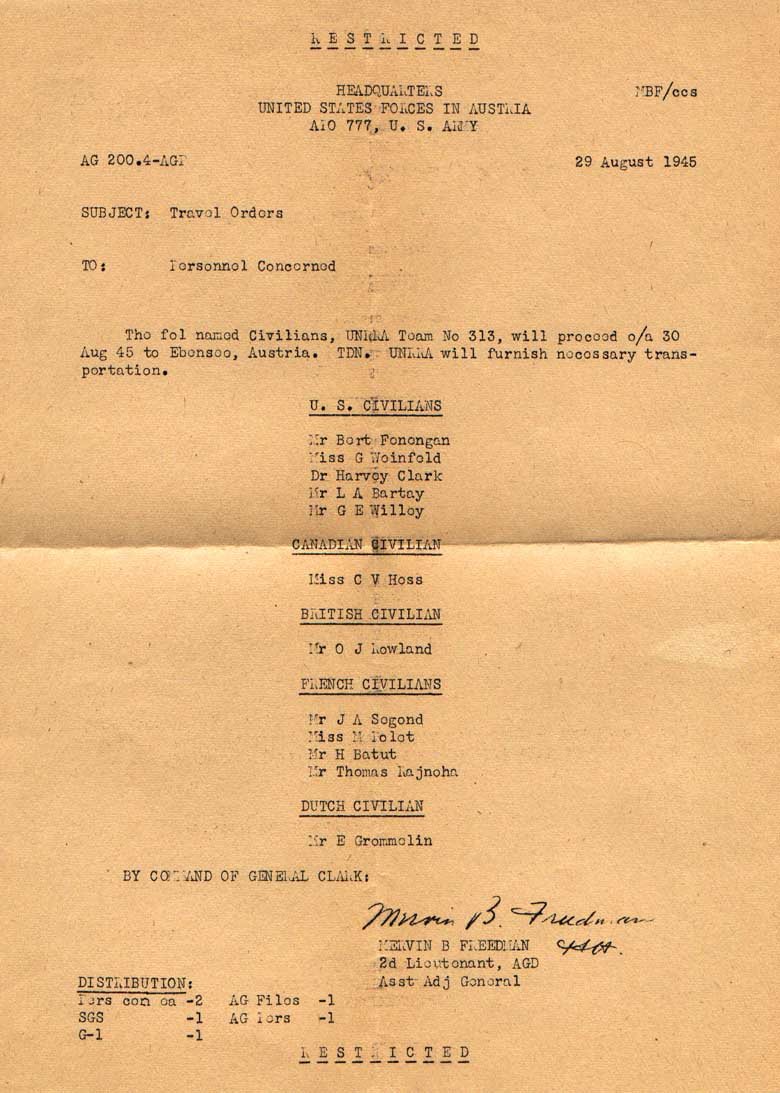 RESTRICTED
HEADQUARTERS MBF/ccs
UNITED STATES FORCES IN AUSTRIA
APO 777, U. S. ARMY
AG 200.4-AGP 29 August 1945
SUBJECT: Travel Orders
TO: Personnel Concerned
The fol named Civilians, UNRRA Team No 313, will proceed o/a 30
Aug 45 to Ebensee, Austria. TDN. UNRRA will furnish necessary trans-
portation.
U. S. CIVILIANS
Mr Bert Fenengan
Miss G Weinfeld
Dr Harvey Clark
Mr L A Bartay
Mr G E Willey
CANADIAN CIVILIAN
Miss C V Hess
BRITISH CIVILIAN
Mr O J Rowland
FRENCH CIVILIANS
Mr J A Segond
Miss M Pelet
Mr H Batut
Mr Thomas Rajnoha
DUTCH CIVILIAN
Mr E Grommelin
BY COMMAND OF GENERAL CLARK:
Mervin B. Freedman
MERVIN B FREEDMAN
2d Lieutenant, AGD
Asst Adj General
DISTRIBUTION:
Pers con ea -2 AG Files -1
SGS -1 AG Pers -1
G-1 -1
RESTRICTED